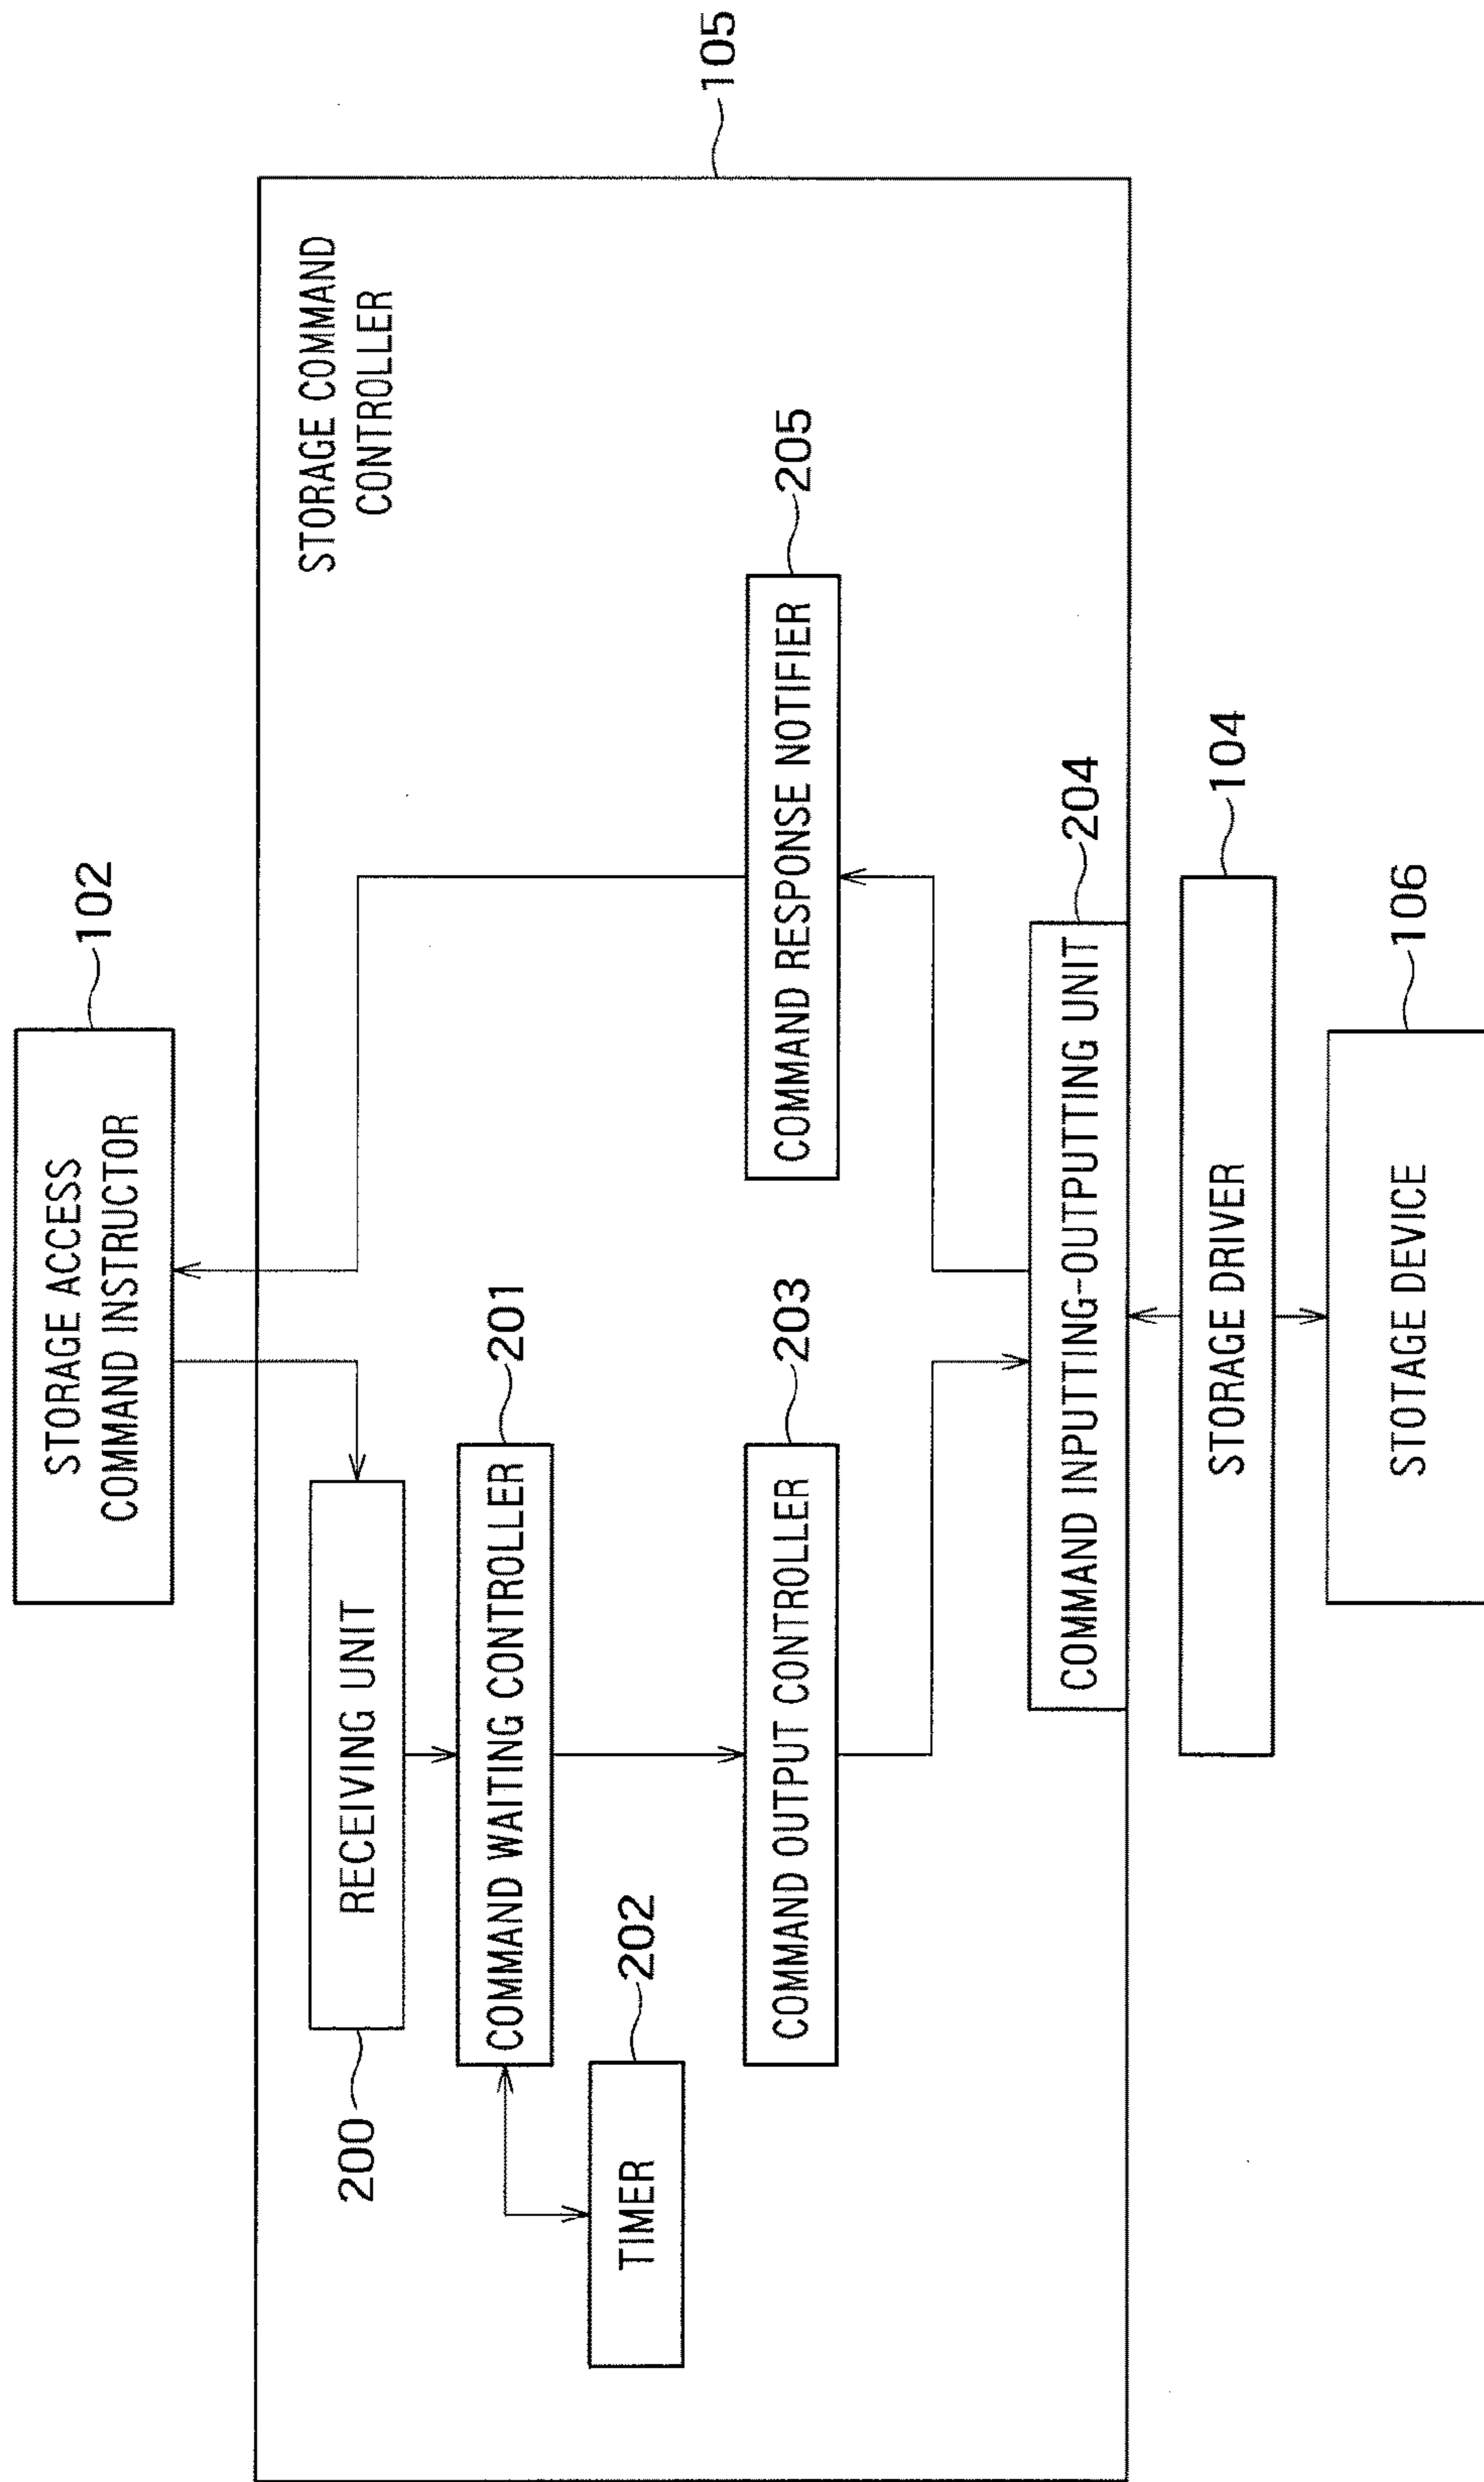 STORAGE ACCESS
COMMAND INSTRUCTOR
102
105
STORAGE COMMAND
CONTROLLER
RECEIVING UNIT
200
COMMAND WAITING CONTROLLER
201
TIMER
202
COMMAND OUTPUT CONTROLLER
203
COMMAND RESPONSE NOTIFIER
205
COMMAND INPUTTING-OUTPUTTING UNIT
204
STORAGE DRIVER
104
STOTAGE DEVICE
106